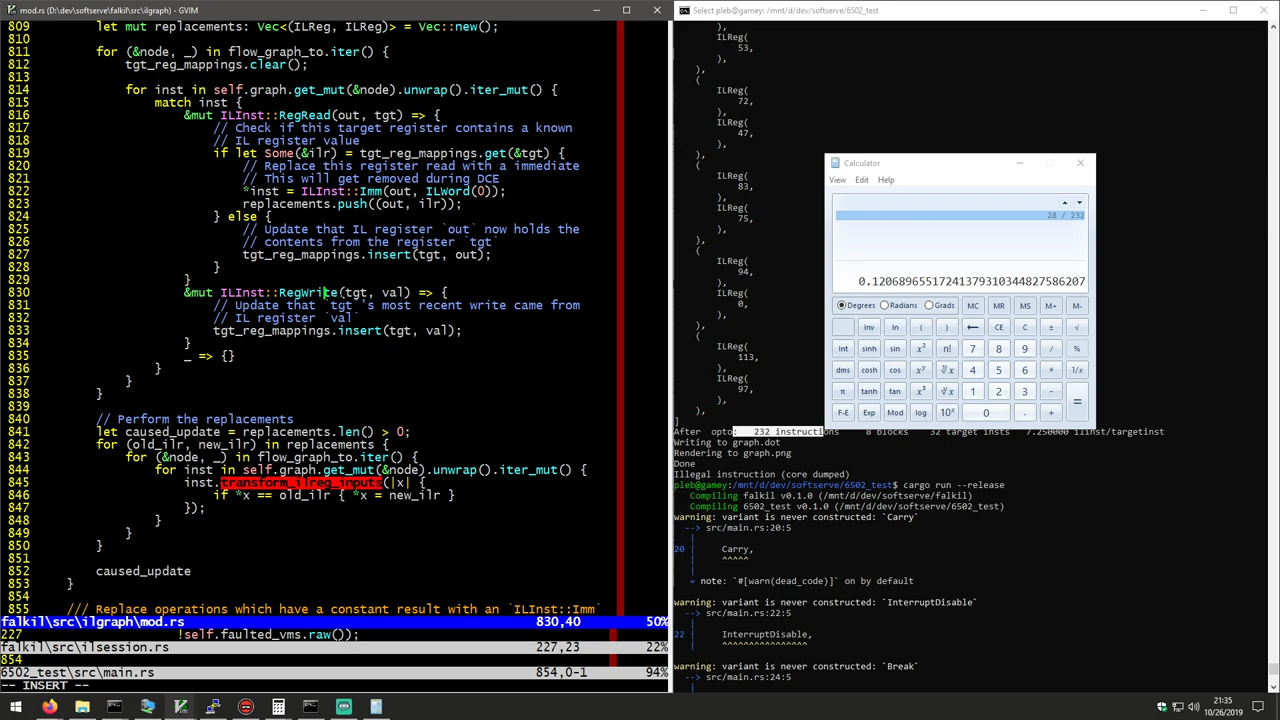 mod.rs (D:\dev\softserve\falkil\src\ilgraph) - GVIM
809 let mut replacements: Vec<(ILReg, ILReg)> = Vec::new();
810
811 for (&node, _) in flow_graph_to.iter() {
812 tgt_reg_mappings.clear();
813
814 for inst in self.graph.get_mut(&node).unwrap().iter_mut() {
815 match inst {
816 &mut ILInst::RegRead(out, tgt) => {
817 // Check if this target register contains a known
818 // IL register value
819 if let Some(&ilr) = tgt_reg_mappings.get(&tgt) {
820 // Replace this register read with a immediate
821 // This will get removed during DCE
822 *inst = ILInst::Imm(out, ILWord(0));
823 replacements.push((out, ilr));
824 } else {
825 // Update that IL register `out` now holds the
826 // contents from the register `tgt`
827 tgt_reg_mappings.insert(tgt, out);
828 }
829 }
830 &mut ILInst::RegWrite(tgt, val) => {
831 // Update that `tgt`'s most recent write came from
832 // IL register `val`
833 tgt_reg_mappings.insert(tgt, val);
834 }
835 _ => {}
836 }
837 }
838 }
839
840 // Perform the replacements
841 let caused_update = replacements.len() > 0;
842 for (old_ilr, new_ilr) in replacements {
843 for (&node, _) in flow_graph_to.iter() {
844 for inst in self.graph.get_mut(&node).unwrap().iter_mut() {
845 inst.transform_ilreg_inputs(|x| {
846 if *x == old_ilr { *x = new_ilr }
847 });
848 }
849 }
850 }
851
852 caused_update
853 }
854
855 /// Replace operations which have a constant result with an `ILInst::Imm`
falkil\src\ilgraph\mod.rs 830,40 50%
227 !self.faulted_vms.raw());
falkil\src\ilsession.rs 227,23 22%
854
6502_test\src\main.rs 854,0-1 94%
-- INSERT --
Select pleb@gamey: /mnt/d/dev/softserve/6502_test
),
ILReg(
53,
),
),
(
ILReg(
72,
),
ILReg(
47,
),
),
(
ILReg(
83,
),
ILReg(
75,
),
),
(
ILReg(
94,
),
ILReg(
0,
),
),
(
ILReg(
113,
),
ILReg(
97,
),
),
]
After opto: 232 instructions 8 blocks 32 target insts 7.250000 ilinst/targetinst
Writing to graph.dot
Rendering to graph.png
Done
Illegal instruction (core dumped)
pleb@gamey:/mnt/d/dev/softserve/6502_test$ cargo run --release
Compiling falkil v0.1.0 (/mnt/d/dev/softserve/falkil)
Compiling 6502_test v0.1.0 (/mnt/d/dev/softserve/6502_test)
warning: variant is never constructed: `Carry`
--> src/main.rs:20:5
|
20 | Carry,
| ^^^^^
|
= note: `#[warn(dead_code)]` on by default
warning: variant is never constructed: `InterruptDisable`
--> src/main.rs:22:5
|
22 | InterruptDisable,
| ^^^^^^^^^^^^^^^^
warning: variant is never constructed: `Break`
--> src/main.rs:24:5
|
Calculator
View Edit Help
28 / 232
0.12068965517241379310344827586207
Degrees Radians Grads MC MR MS M+ M-
Inv ln ( ) ← CE C ± √
Int sinh sin x² n! 7 8 9 / %
dms cosh cos xʸ ʸ√x 4 5 6 * 1/x
π tanh tan x³ ³√x 1 2 3 - =
F-E Exp Mod log 10ˣ 0 . +
21:35
10/26/2019